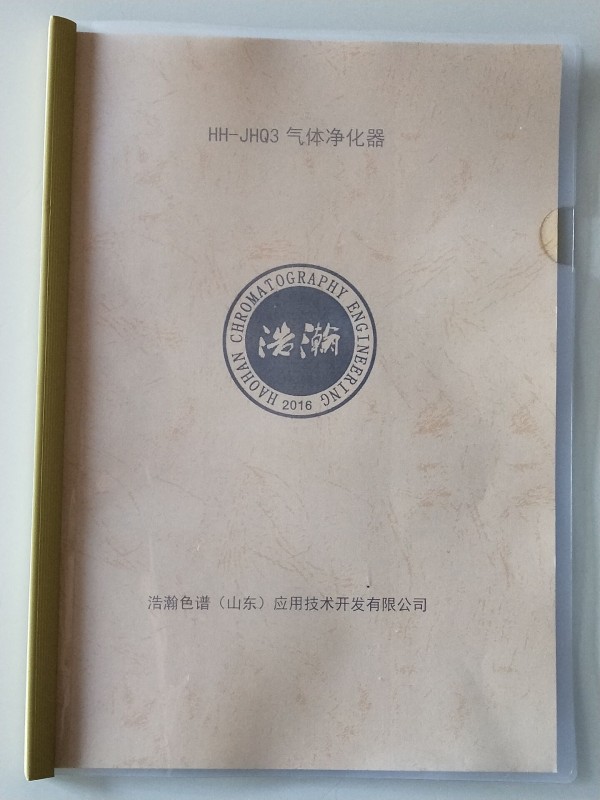 HH-JHQ3 气体净化器
HAOHAN CHROMATOGRAPHY ENGINEERING
浩瀚
2016
浩瀚色谱（山东）应用技术开发有限公司